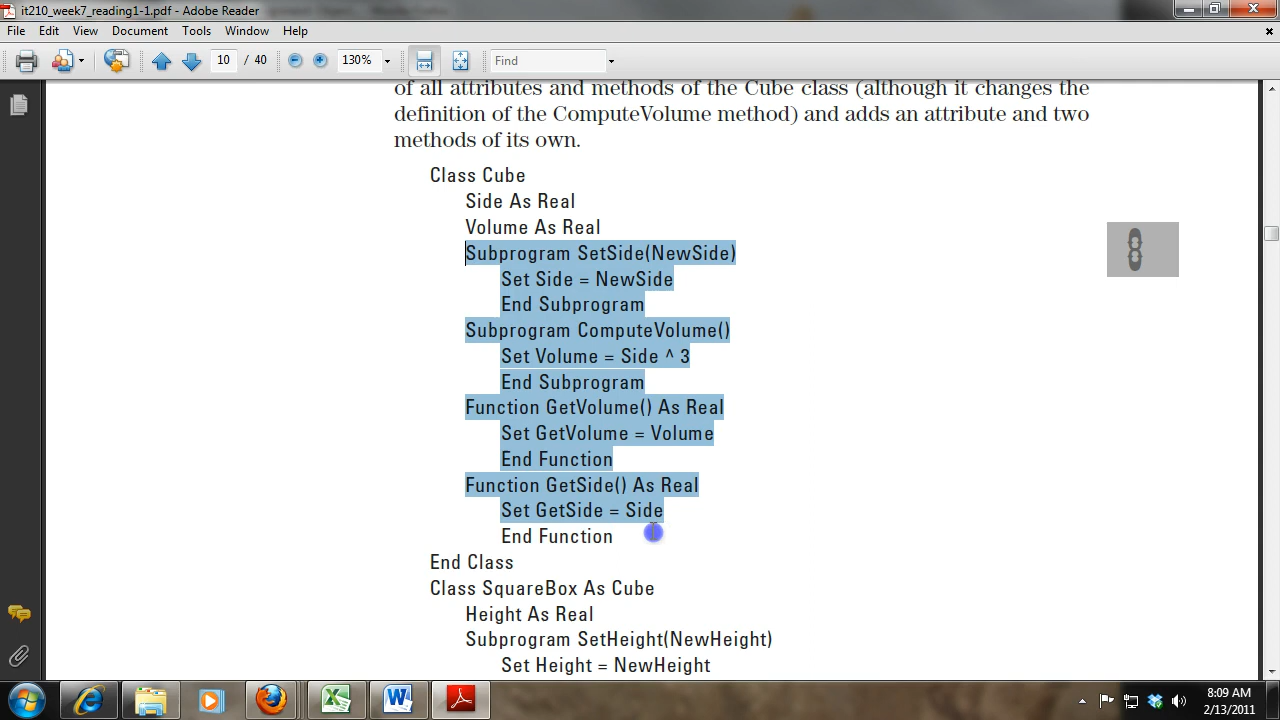 it210_week7_reading1-1.pdf - Adobe Reader
File Edit View Document Tools Window Help
10 / 40 130% Find
of all attributes and methods of the Cube class (although it changes the
definition of the ComputeVolume method) and adds an attribute and two
methods of its own.
Class Cube
Side As Real
Volume As Real
Subprogram SetSide(NewSide)
Set Side = NewSide
End Subprogram
Subprogram ComputeVolume()
Set Volume = Side ^ 3
End Subprogram
Function GetVolume() As Real
Set GetVolume = Volume
End Function
Function GetSide() As Real
Set GetSide = Side
End Function
End Class
Class SquareBox As Cube
Height As Real
Subprogram SetHeight(NewHeight)
Set Height = NewHeight
8:09 AM
2/13/2011